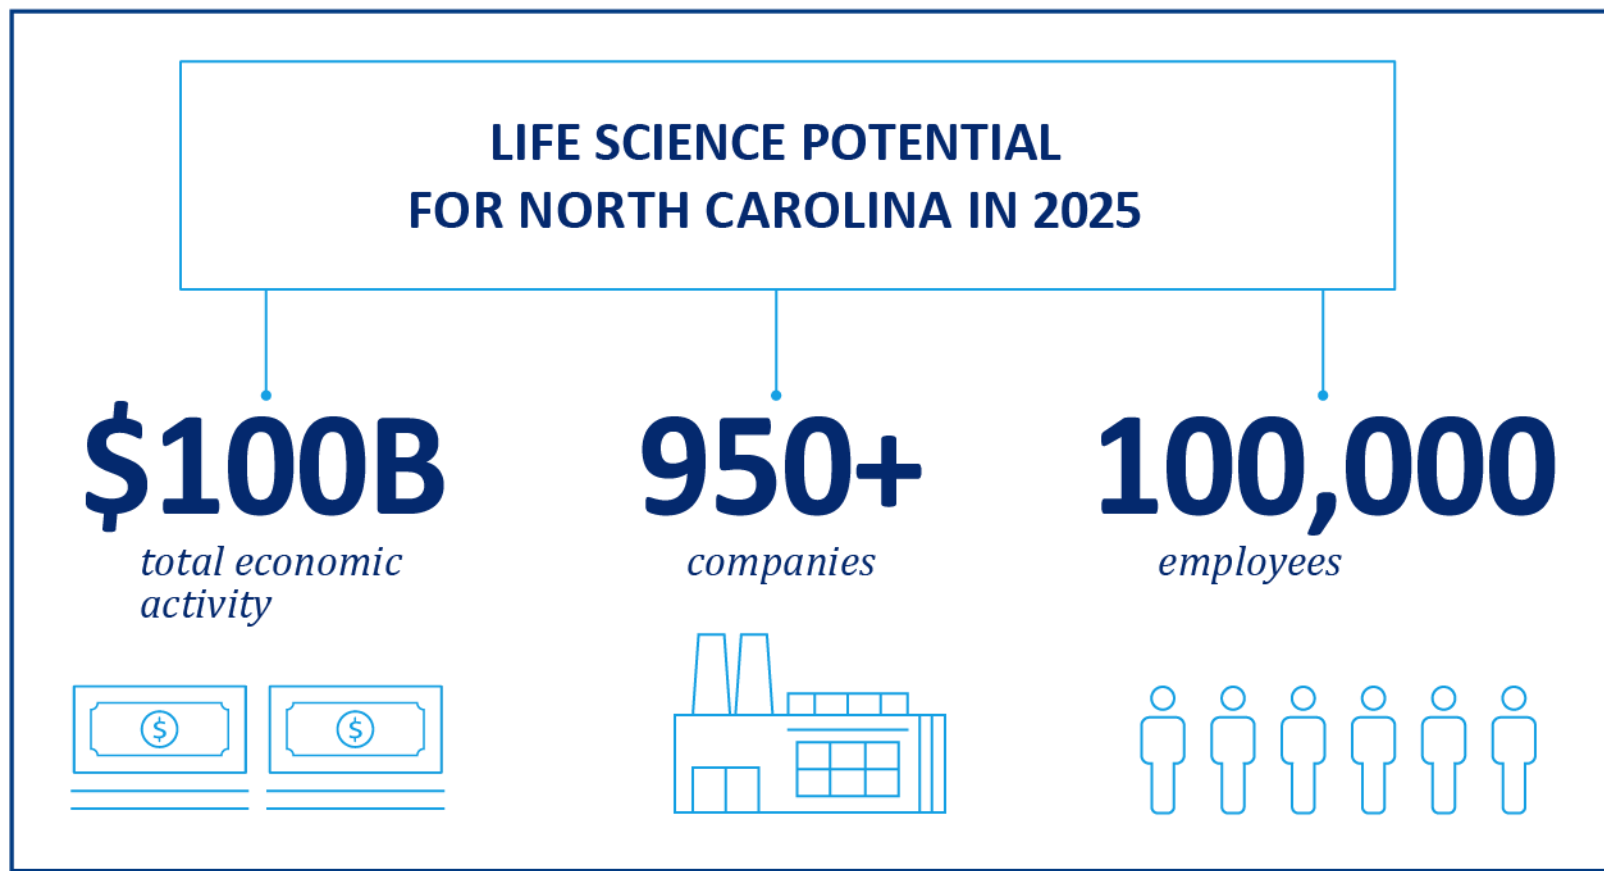 LIFE SCIENCE POTENTIAL
FOR NORTH CAROLINA IN 2025
$100B
total economic
activity
950+
companies
100,000
employees
$
$